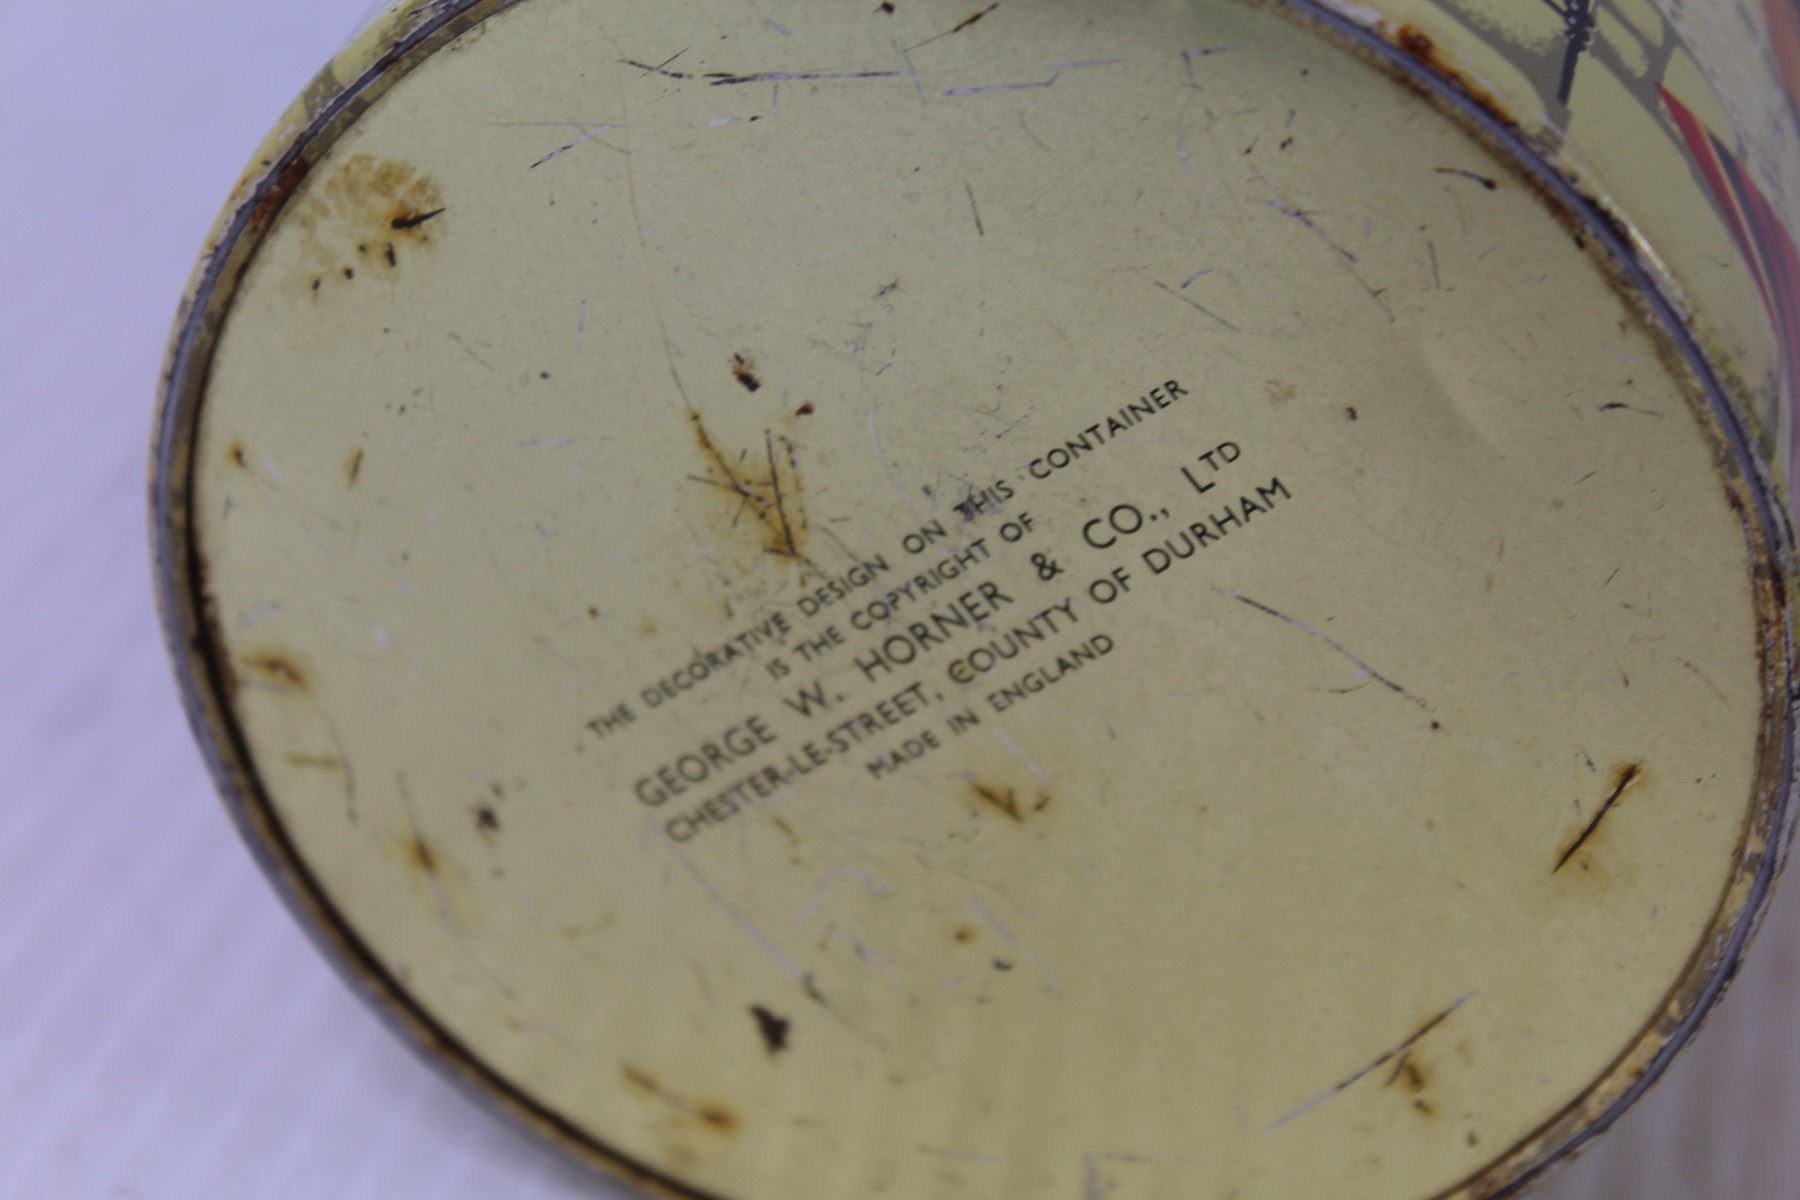 THE DECORATIVE DESIGN ON THIS CONTAINER
IS THE COPYRIGHT OF
GEORGE W. HORNER & CO., LTD
CHESTER-LE-STREET, COUNTY OF DURHAM
MADE IN ENGLAND